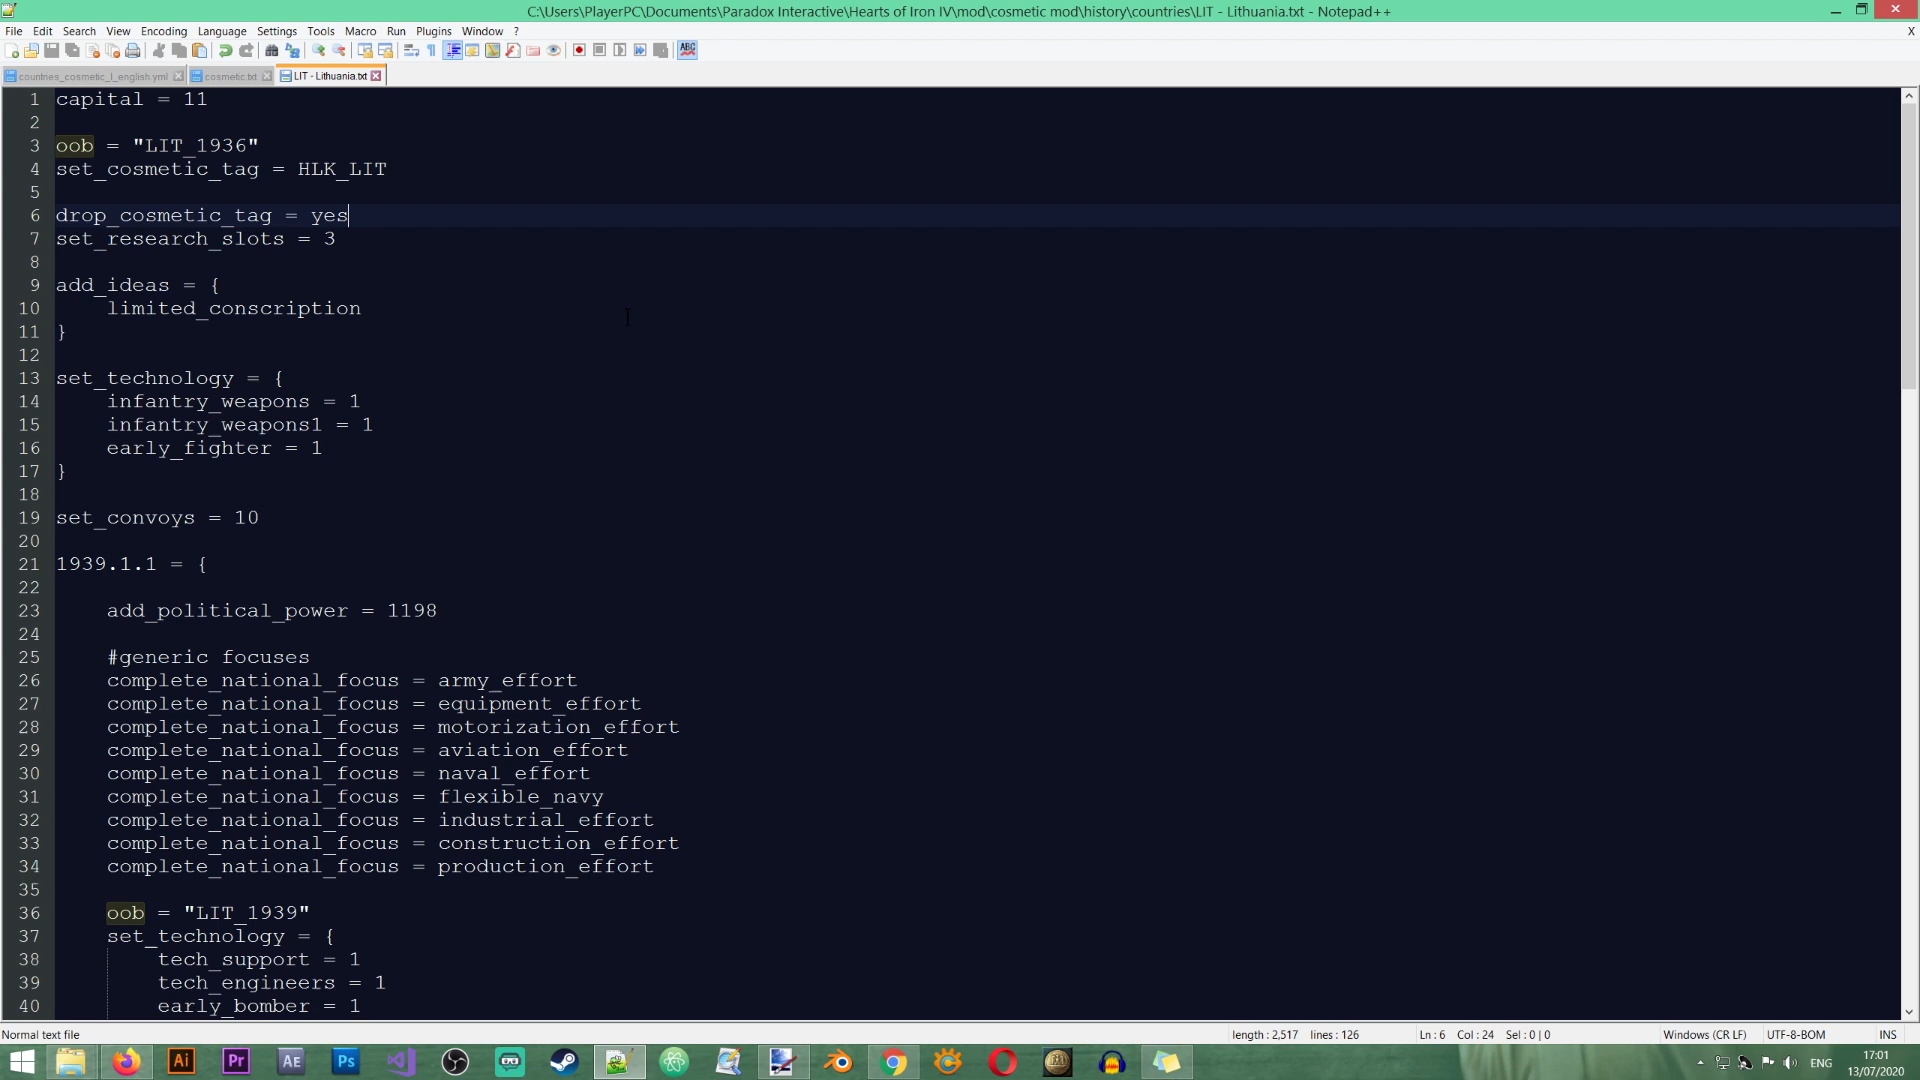 C:\Users\PlayerPC\Documents\Paradox Interactive\Hearts of Iron IV\mod\cosmetic mod\history\countries\LIT - Lithuania.txt - Notepad++
File Edit Search View Encoding Language Settings Tools Macro Run Plugins Window ? X
countries_cosmetic_l_english.yml cosmetic.txt LIT - Lithuania.txt
1 capital = 11
2
3 oob = "LIT_1936"
4 set_cosmetic_tag = HLK_LIT
5
6 drop_cosmetic_tag = yes
7 set_research_slots = 3
8
9 add_ideas = {
10 limited_conscription
11 }
12
13 set_technology = {
14 infantry_weapons = 1
15 infantry_weapons1 = 1
16 early_fighter = 1
17 }
18
19 set_convoys = 10
20
21 1939.1.1 = {
22
23 add_political_power = 1198
24
25 #generic focuses
26 complete_national_focus = army_effort
27 complete_national_focus = equipment_effort
28 complete_national_focus = motorization_effort
29 complete_national_focus = aviation_effort
30 complete_national_focus = naval_effort
31 complete_national_focus = flexible_navy
32 complete_national_focus = industrial_effort
33 complete_national_focus = construction_effort
34 complete_national_focus = production_effort
35
36 oob = "LIT_1939"
37 set_technology = {
38 tech_support = 1
39 tech_engineers = 1
40 early_bomber = 1
Normal text file length : 2,517 lines : 126 Ln : 6 Col : 24 Sel : 0 | 0 Windows (CR LF) UTF-8-BOM INS
Ai Pr AE Ps ENG 17:01
13/07/2020